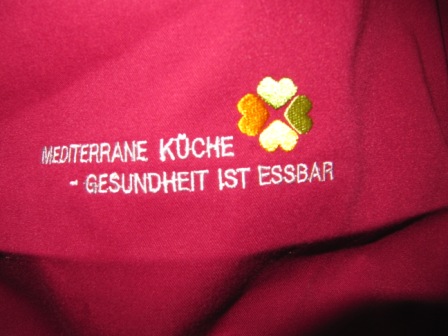 MEDITERRANE KÜCHE
- GESUNDHEIT IST ESSBAR